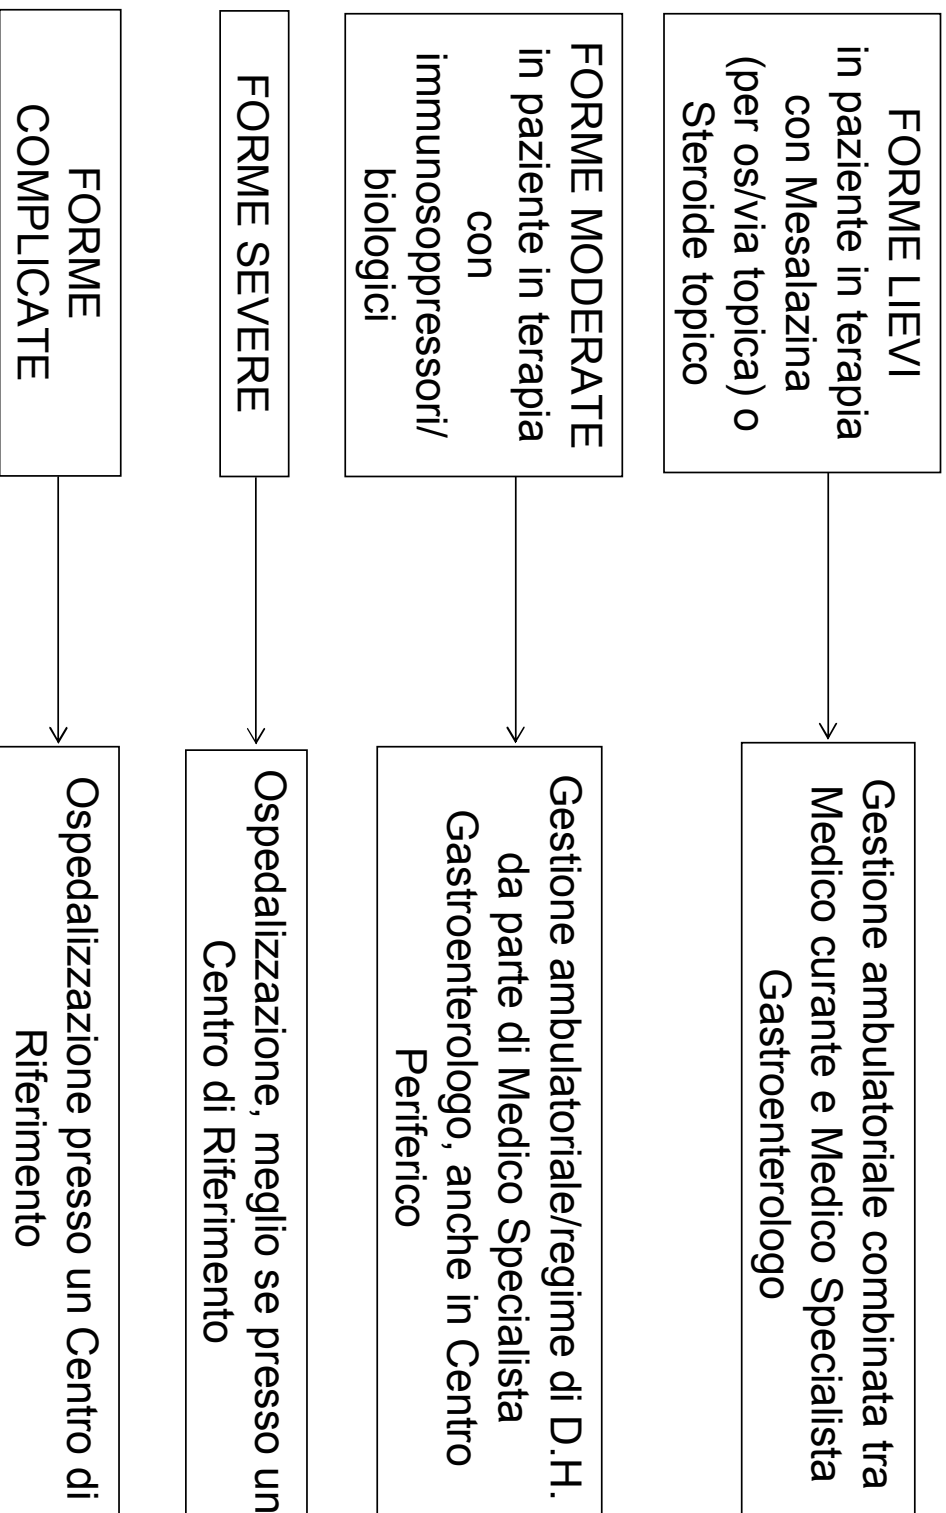 FORME LIEVI
in paziente in terapia
con Mesalazina
(per os/via topica) o
Steroide topico
Gestione ambulatoriale combinata tra
Medico curante e Medico Specialista
Gastroenterologo
FORME MODERATE
in paziente in terapia
con
immunosoppressori/
biologici
Gestione ambulatoriale/regime di D.H.
da parte di Medico Specialista
Gastroenterologo, anche in Centro
Periferico
FORME SEVERE
Ospedalizzazione, meglio se presso un
Centro di Riferimento
FORME
COMPLICATE
Ospedalizzazione presso un Centro di
Riferimento